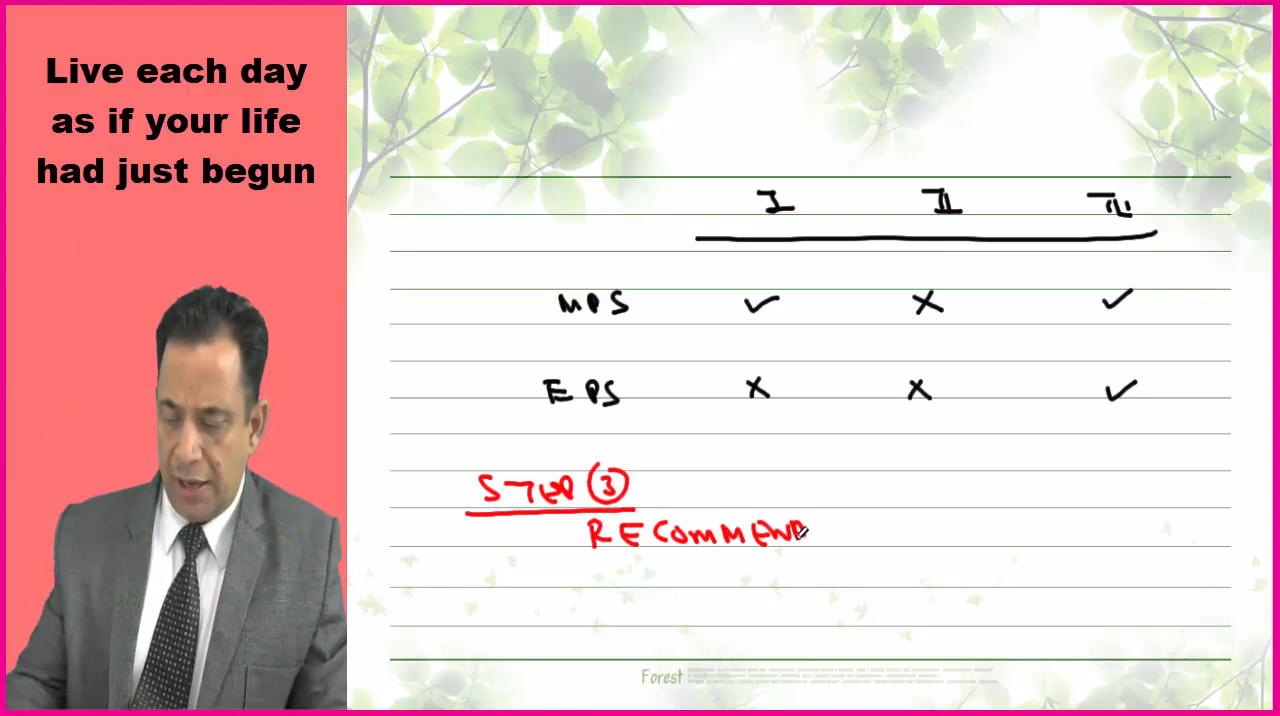 Live each day
as if your life
had just begun
I II III
MPS ✓ X ✓
EPS X X ✓
STEP 3
RECOMMEND
Forest